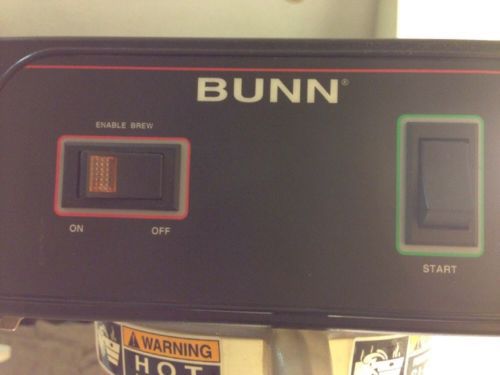 BUNN®
ENABLE BREW
ON OFF
START
WARNING
HOT